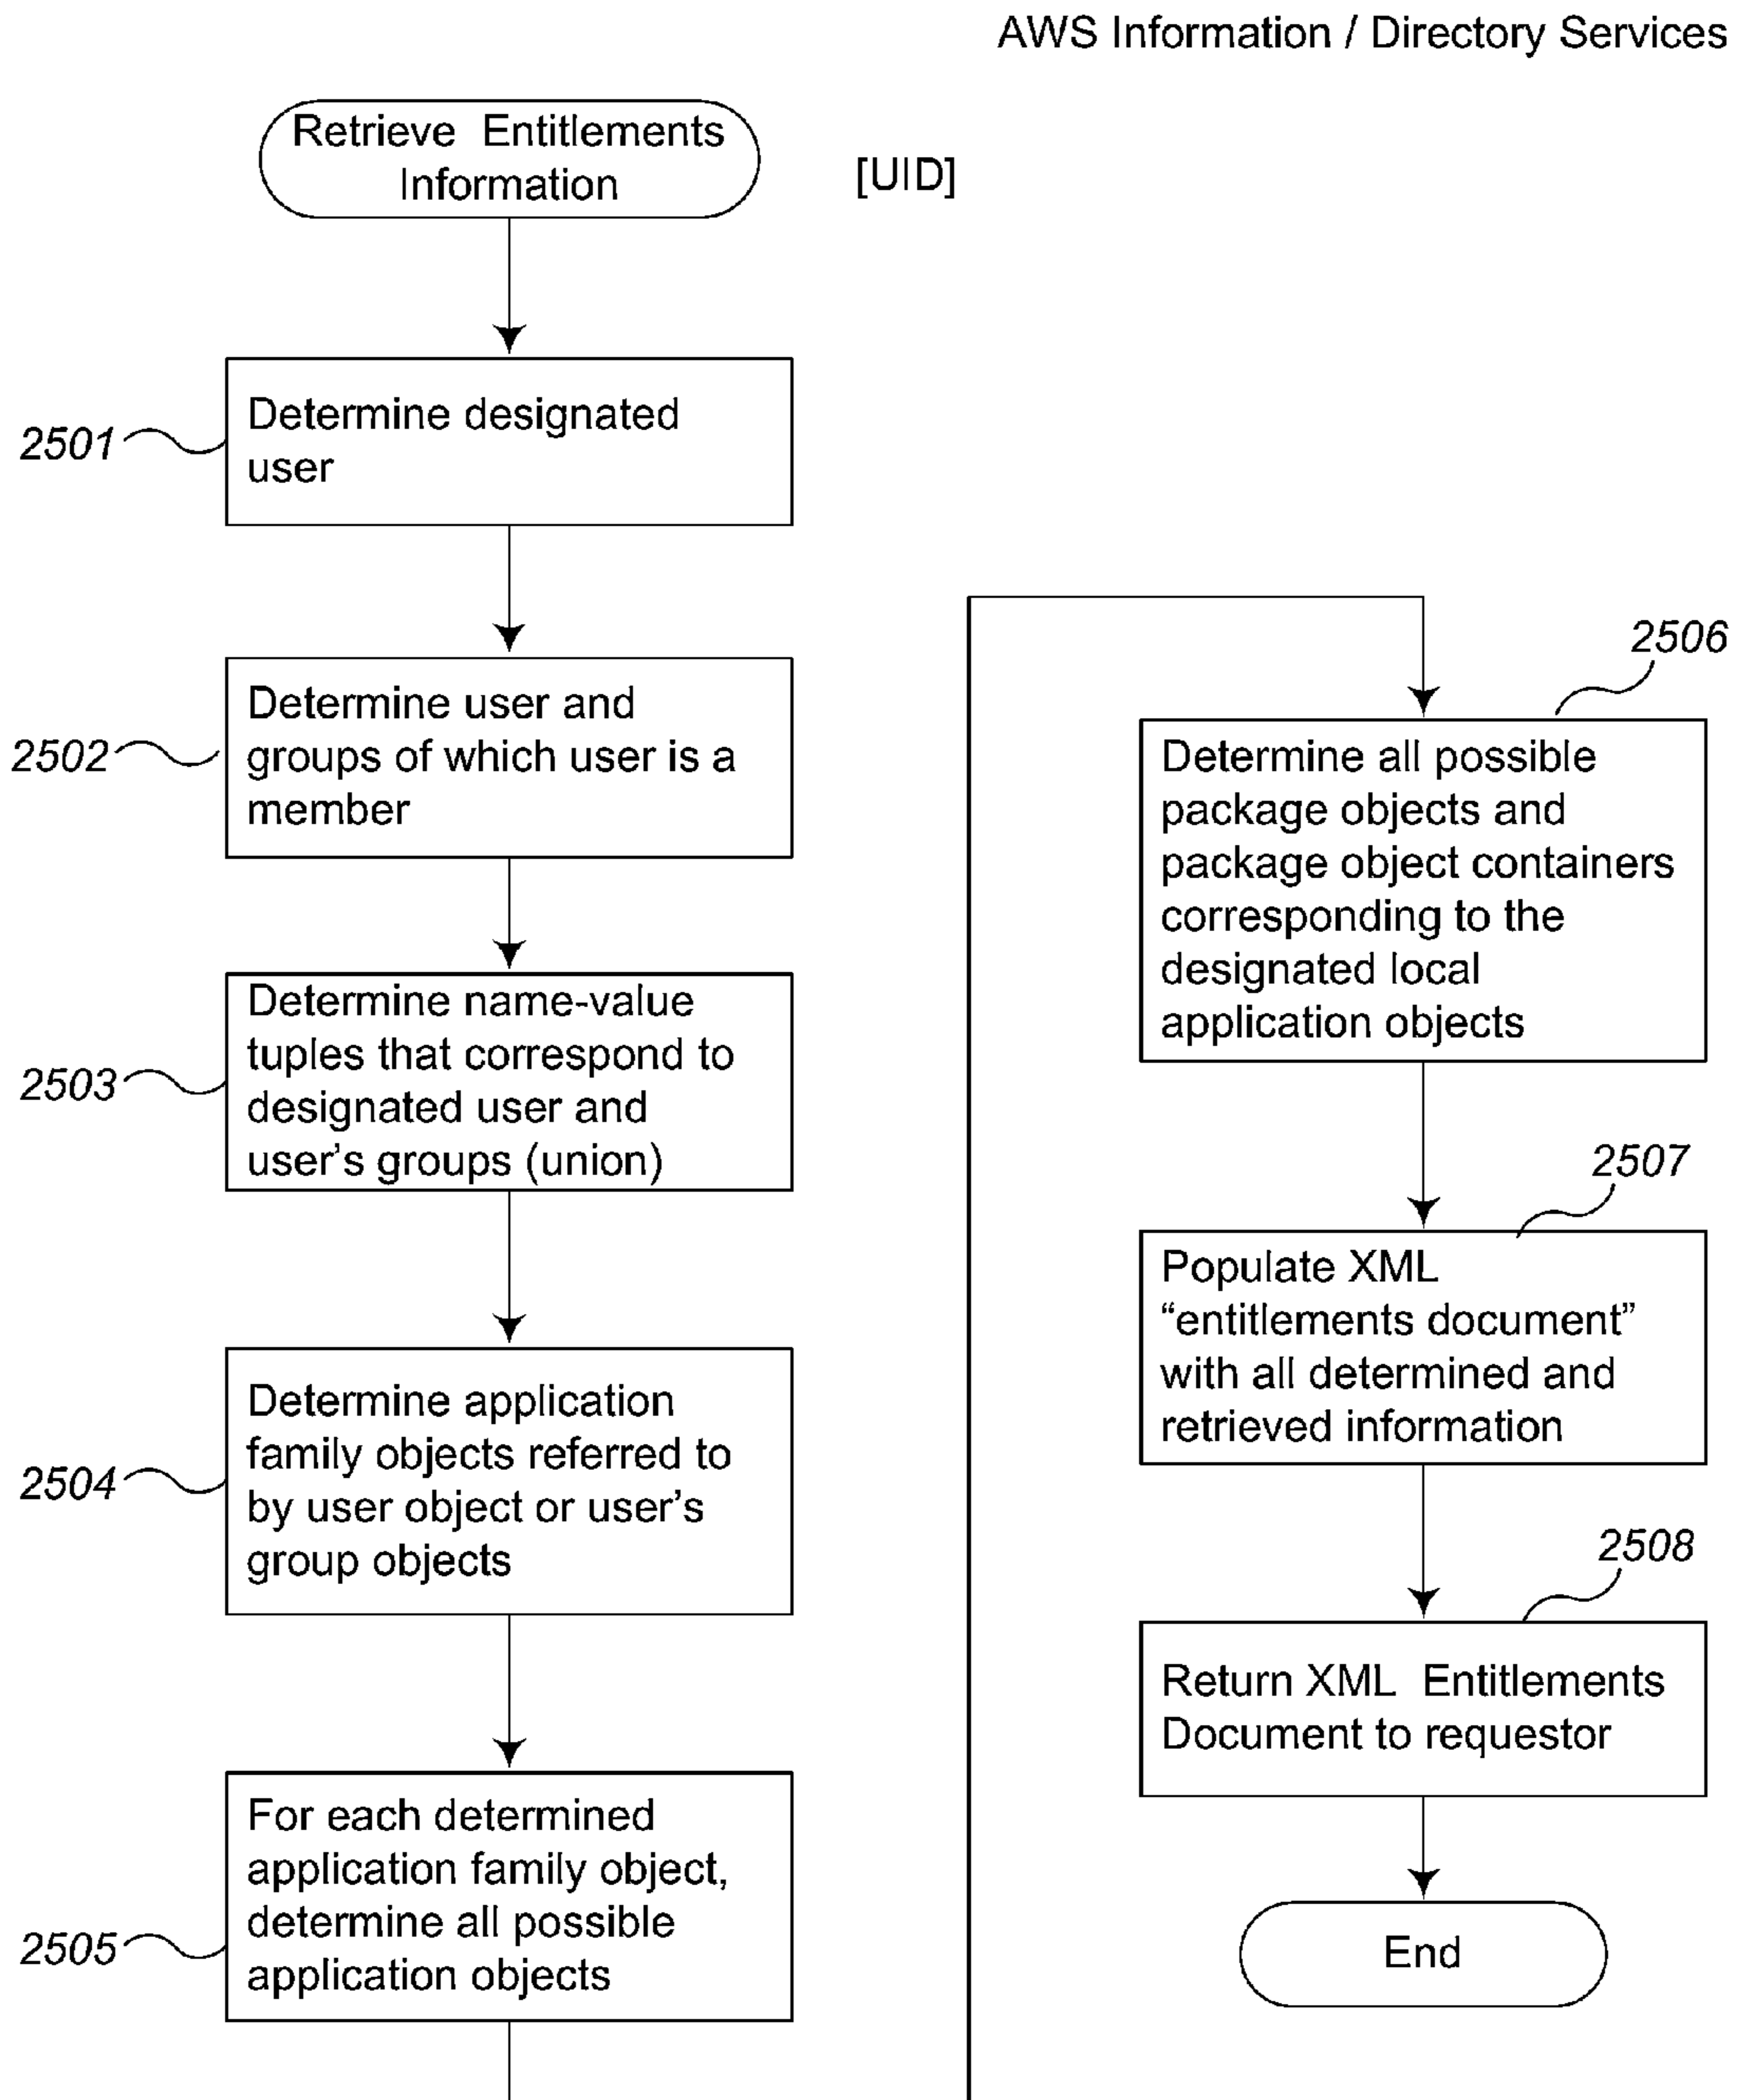 AWS Information / Directory Services
Retrieve Entitlements
Information
[UID]
2501
Determine designated
user
2502
Determine user and
groups of which user is a
member
2503
Determine name-value
tuples that correspond to
designated user and
user's groups (union)
2504
Determine application
family objects referred to
by user object or user's
group objects
2505
For each determined
application family object,
determine all possible
application objects
2506
Determine all possible
package objects and
package object containers
corresponding to the
designated local
application objects
2507
Populate XML
“entitlements document”
with all determined and
retrieved information
2508
Return XML Entitlements
Document to requestor
End